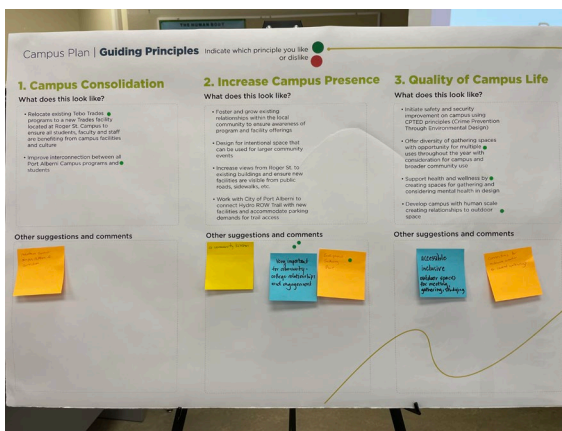 THE HUMAN BODY
Campus Plan | Guiding Principles Indicate which principle you like
or dislike
1. Campus Consolidation
What does this look like?
• Relocate existing Tebo Trades
programs to a new Trades facility
located at Roger St. Campus to
ensure all students, faculty and staff
are benefiting from campus facilities
and culture
• Improve interconnection between all
Port Alberni Campus programs and
students
Other suggestions and comments
2. Increase Campus Presence
What does this look like?
• Foster and grow existing
relationships within the local
community to ensure awareness of
program and facility offerings
• Design for intentional space that
can be used for larger community
events
• Increase views from Roger St. to
existing buildings and ensure new
facilities are visible from public
roads, sidewalks, etc.
• Work with City of Port Alberni to
connect Hydro ROW Trail with new
facilities and accommodate parking
demands for trail access
Other suggestions and comments
Very important
to community-
college relationships
and engagement
3. Quality of Campus Life
What does this look like?
• Initiate safety and security
improvement on campus using
CPTED principles (Crime Prevention
Through Environmental Design)
• Offer diversity of gathering spaces
with opportunity for multiple
uses throughout the year with
consideration for campus and
broader community use
• Support health and wellness by
creating spaces for gathering and
considering mental health in design
• Develop campus with human scale
creating relationships to outdoor
space
Other suggestions and comments
accessible
inclusive
outdoor spaces
for meeting,
gathering, studying